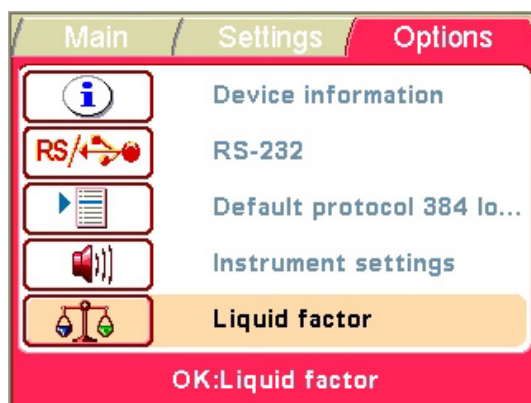 Main Settings Options
Device information
RS/ RS-232
Default protocol 384 lo...
Instrument settings
Liquid factor
OK:Liquid factor